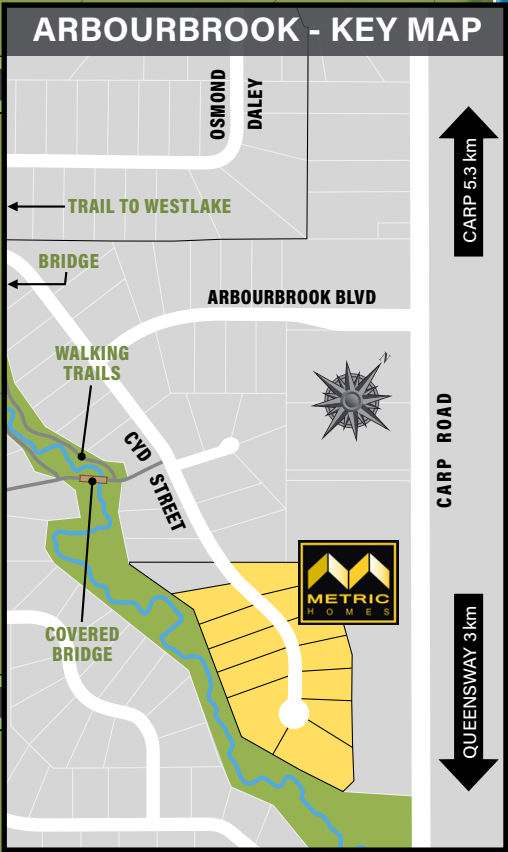 ARBOURBROOK - KEY MAP
OSMOND
DALEY
CARP 5.3 km
TRAIL TO WESTLAKE
BRIDGE
ARBOURBROOK BLVD
N
WALKING
TRAILS
CARP ROAD
CYD STREET
METRIC
HOMES
COVERED
BRIDGE
QUEENSWAY 3km